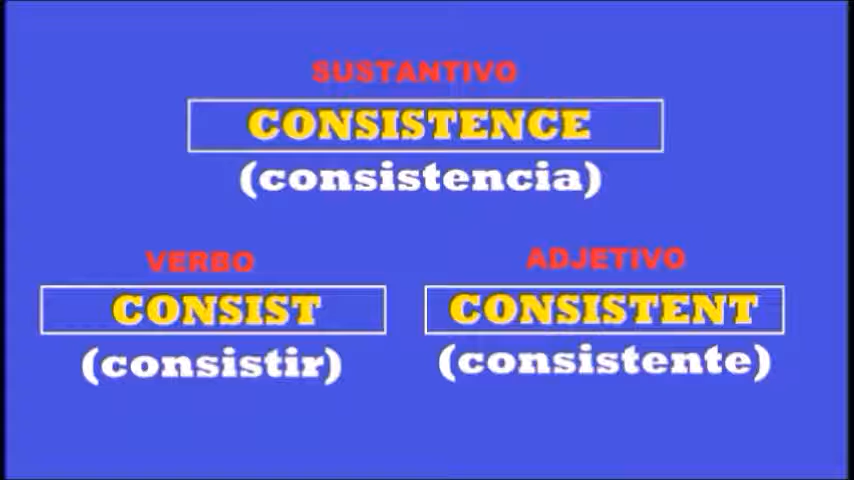 SUSTANTIVO
CONSISTENCE
(consistencia)
VERBO
CONSIST
(consistir)
ADJETIVO
CONSISTENT
(consistente)